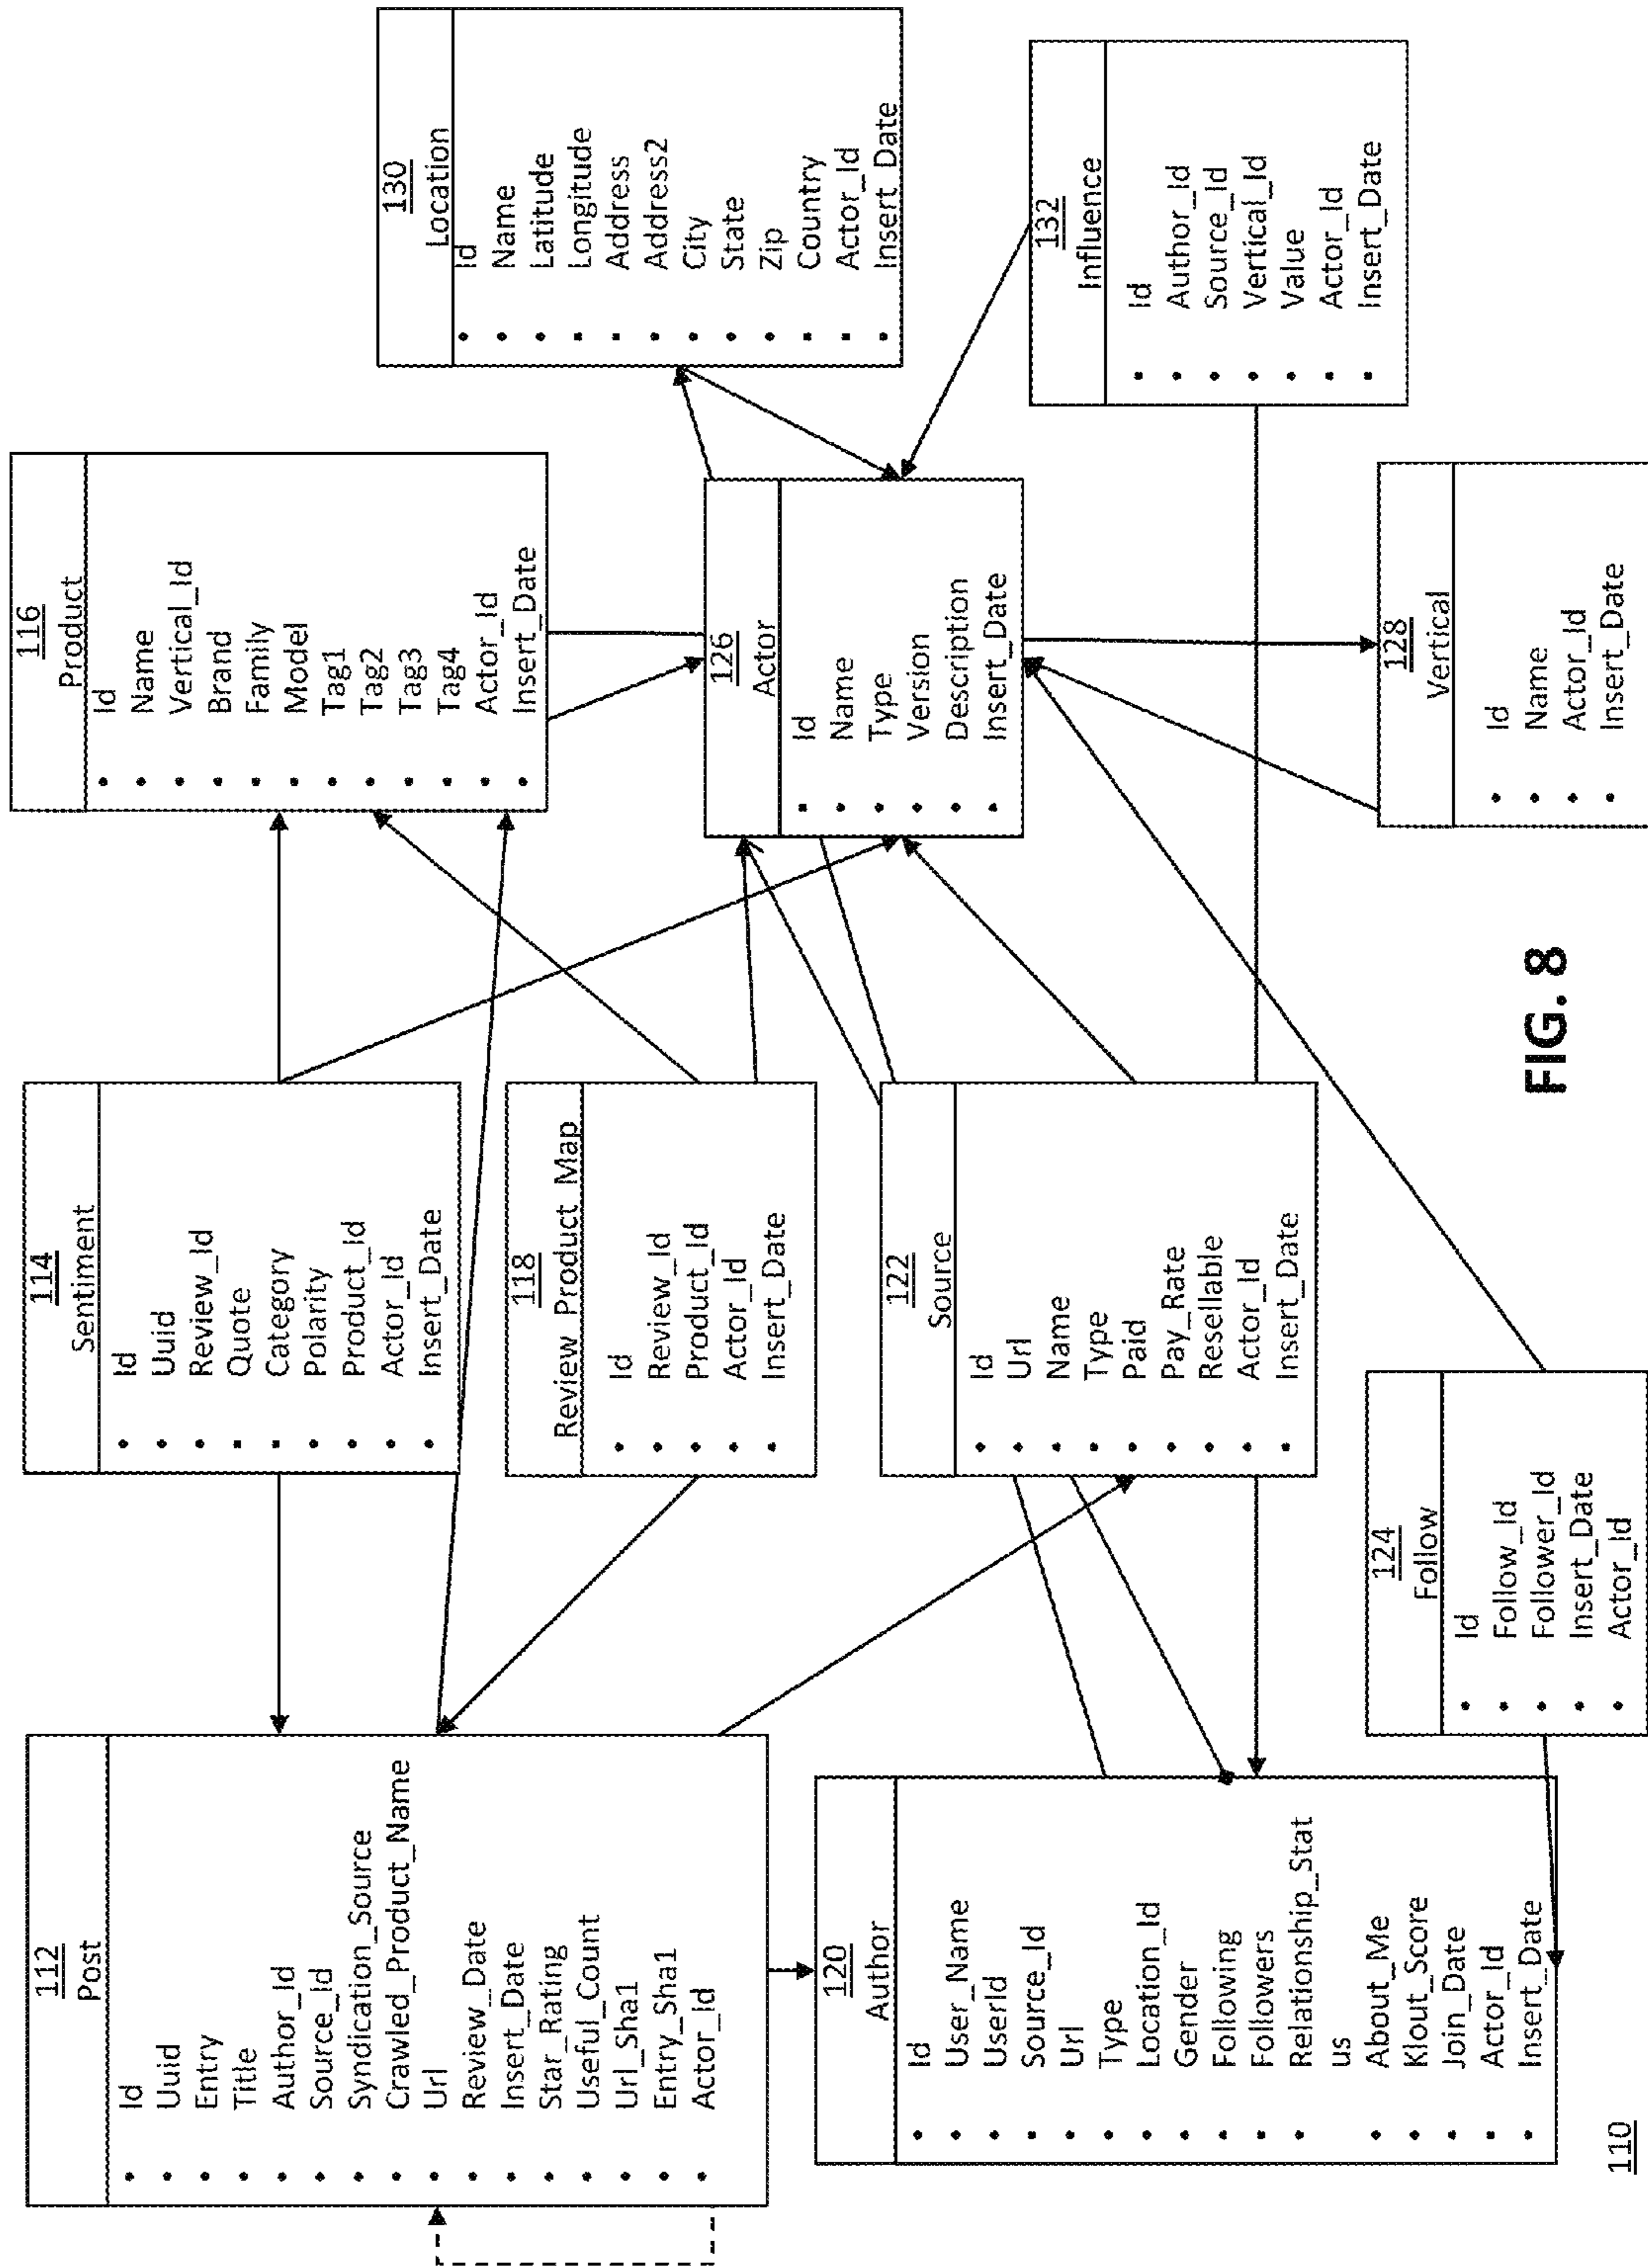 112
Post
Id
Uuid
Entry
Title
Author_Id
Source_Id
Syndication_Source
Crawled_Product_Name
Url
Review_Date
Insert_Date
Star_Rating
Useful_Count
Url_Sha1
Entry_Sha1
Actor_Id
114
Sentiment
Id
Uuid
Review_Id
Quote
Category
Polarity
Product_Id
Actor_Id
Insert_Date
116
Product
Id
Name
Vertical_Id
Brand
Family
Model
Tag1
Tag2
Tag3
Tag4
Actor_Id
Insert_Date
118
Review_Product_Map
Id
Review_Id
Product_Id
Actor_Id
Insert_Date
130
Location
Id
Name
Latitude
Longitude
Address
Address2
City
State
Zip
Country
Actor_Id
Insert_Date
120
Author
Id
User_Name
UserId
Source_Id
Url
Type
Location_Id
Gender
Following
Followers
Relationship_Stat
us
About_Me
Klout_Score
Join_Date
Actor_Id
Insert_Date
122
Source
Id
Url
Name
Type
Paid
Pay_Rate
Resellable
Actor_Id
Insert_Date
126
Actor
Id
Name
Type
Version
Description
Insert_Date
132
Influence
Id
Author_Id
Source_Id
Vertical_Id
Value
Actor_Id
Insert_Date
124
Follow
Id
Follow_Id
Follower_Id
Insert_Date
Actor_Id
128
Vertical
Id
Name
Actor_Id
Insert_Date
110
FIG. 8